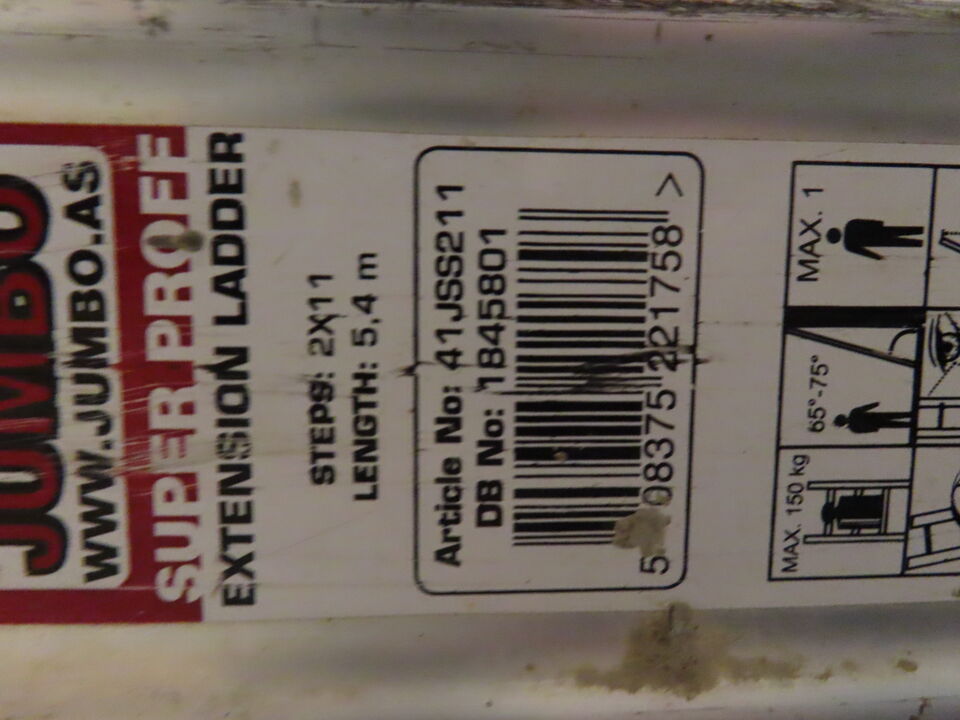 JUMBO
WWW.JUMBO.AS
SUPER PROFF
EXTENSION LADDER
STEPS: 2X11
LENGTH: 5,4 m
Article No: 41JSS211
DB No: 1845801
5 08375 221758 >
MAX. 150 kg
65°-75°
MAX. 1